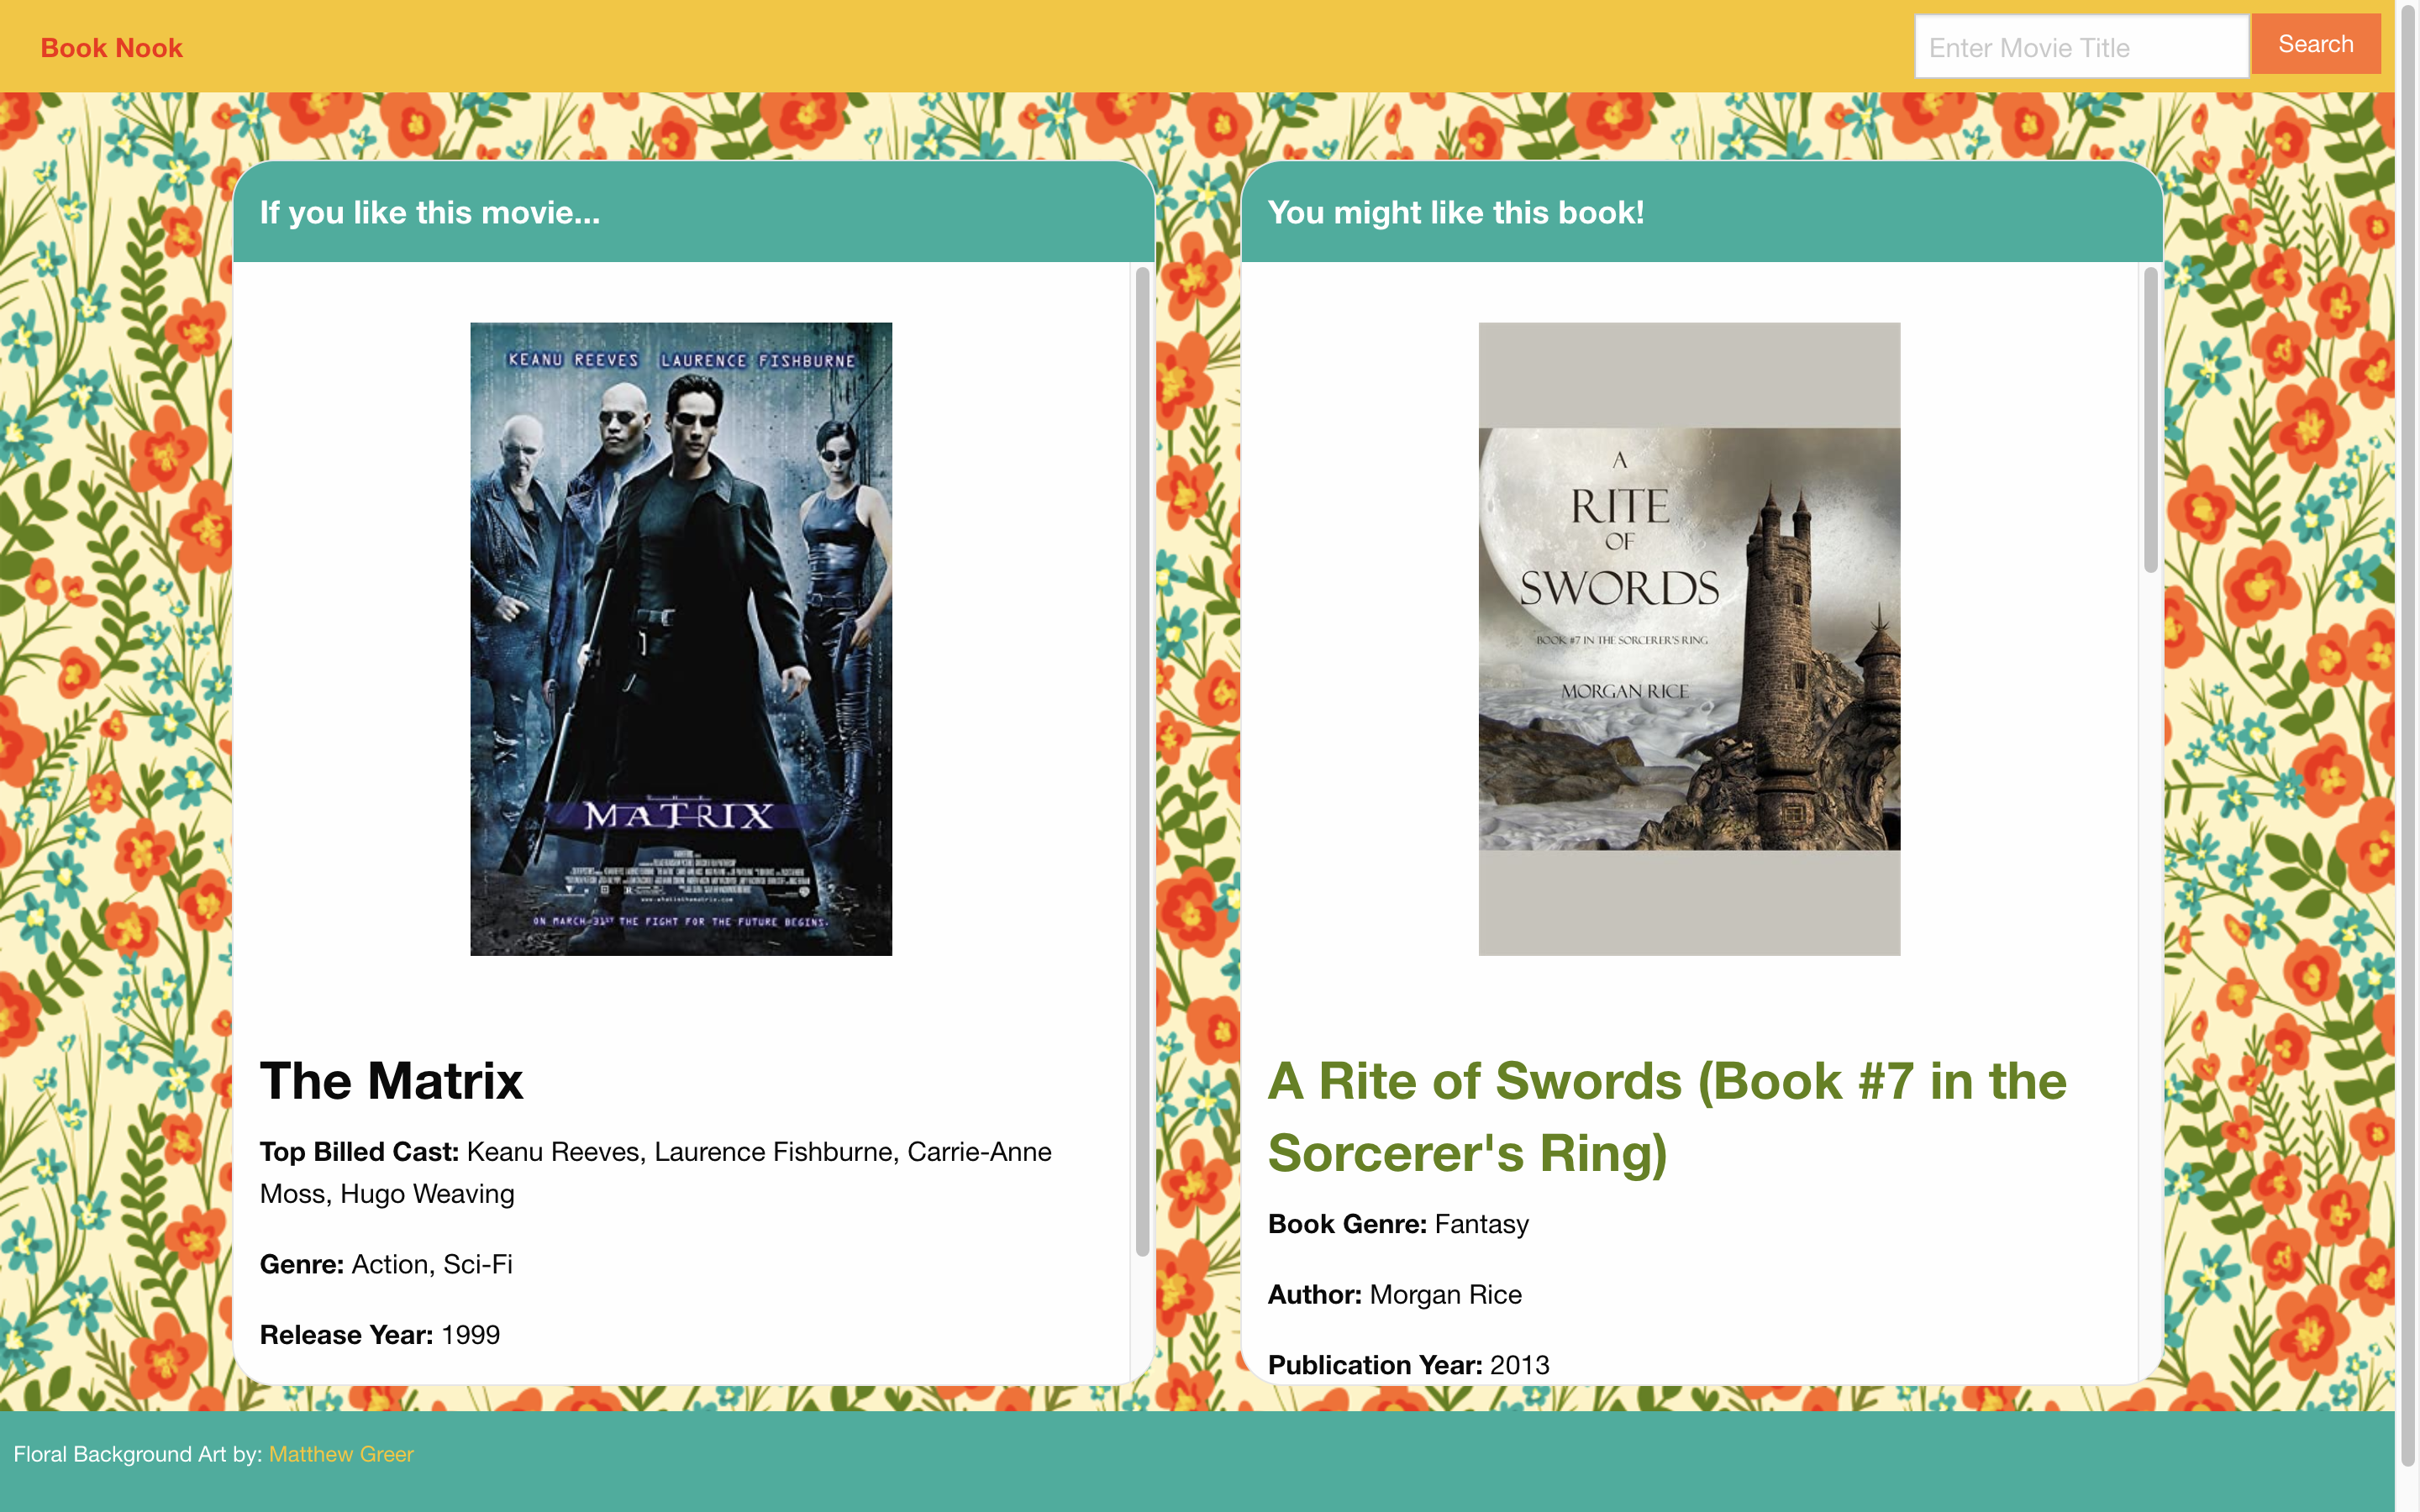 Book Nook
Enter Movie Title
Search
If you like this movie...
KEANU REEVES LAURENCE FISHBURNE
THE
MATRIX
www.whatisthematrix.com
ON MARCH 31ST THE FIGHT FOR THE FUTURE BEGINS.
The Matrix
Top Billed Cast: Keanu Reeves, Laurence Fishburne, Carrie-Anne
Moss, Hugo Weaving
Genre: Action, Sci-Fi
Release Year: 1999
You might like this book!
A
RITE
OF
SWORDS
BOOK #7 IN THE SORCERER'S RING
MORGAN RICE
A Rite of Swords (Book #7 in the
Sorcerer's Ring)
Book Genre: Fantasy
Author: Morgan Rice
Publication Year: 2013
Floral Background Art by: Matthew Greer